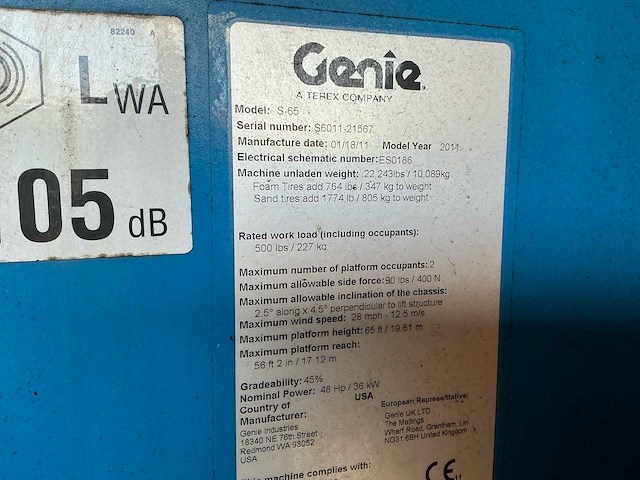 82240 A
LWA
105 dB
Genie
A TEREX COMPANY
Model: S-65
Serial number: S6011-21567
Manufacture date: 01/18/11 Model Year 2011
Electrical schematic number: ES0186
Machine unladen weight: 22,243lbs / 10,089kg
Foam Tires add 764 lbs / 347 kg to weight
Sand tires add 1774 lb / 805 kg to weight
Rated work load (including occupants):
500 lbs / 227 kg
Maximum number of platform occupants: 2
Maximum allowable side force: 90 lbs / 400 N
Maximum allowable inclination of the chassis:
2.5° along x 4.5° perpendicular to lift structure
Maximum wind speed: 28 mph - 12.5 m/s
Maximum platform height: 65 ft / 19.81 m
Maximum platform reach:
56 ft 2 in / 17.12 m
Gradeability: 45%
Nominal Power: 48 Hp / 36 kW
Country of USA
Manufacturer:
Genie Industries
18340 NE 76th Street
Redmond WA 98052
USA
European Representative:
Genie UK LTD
The Maltings
Wharf Road, Grantham, Lin
NG31 6BH United Kingdom
This machine complies with:
CE 11